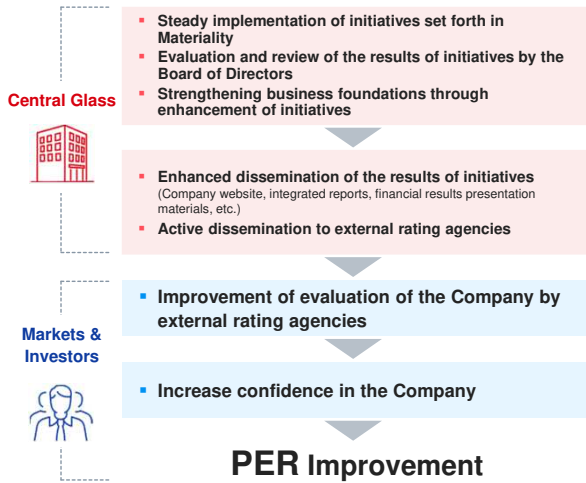 Central Glass
▪ Steady implementation of initiatives set forth in
Materiality
▪ Evaluation and review of the results of initiatives by the
Board of Directors
▪ Strengthening business foundations through
enhancement of initiatives
▪ Enhanced dissemination of the results of initiatives
(Company website, integrated reports, financial results presentation
materials, etc.)
▪ Active dissemination to external rating agencies
Markets &
Investors
▪ Improvement of evaluation of the Company by
external rating agencies
▪ Increase confidence in the Company
PER Improvement